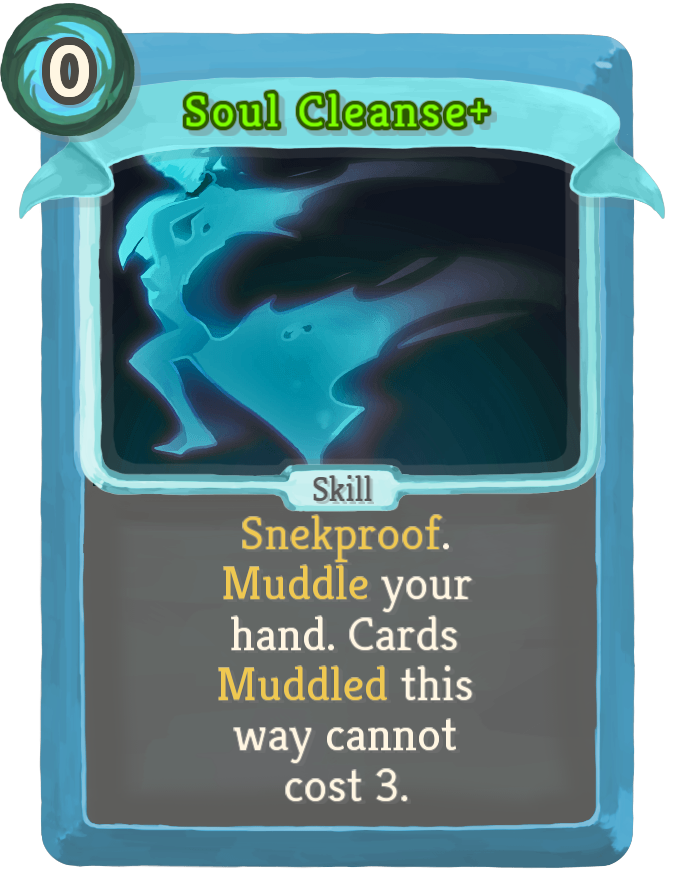 0
Soul Cleanse+
Skill
Snekproof.
Muddle your
hand. Cards
Muddled this
way cannot
cost 3.